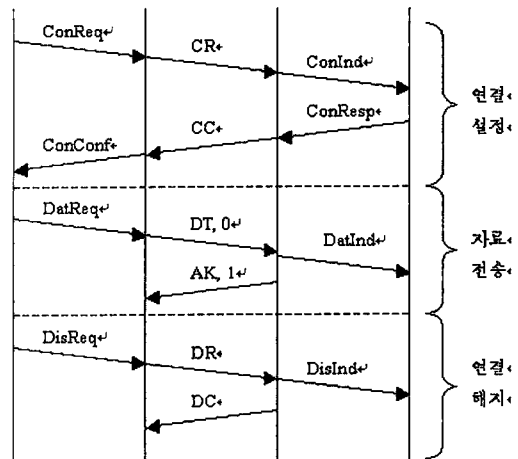 ConReq↵
CR↵
ConInd↵
연결↵
설정↵
ConResp↵
CC↵
ConConf↵
DatReq↵
DT, 0↵
DatInd↵
자료↵
전송↵
AK, 1↵
DisReq↵
DR↵
DisInd↵
연결↵
해지↵
DC↵